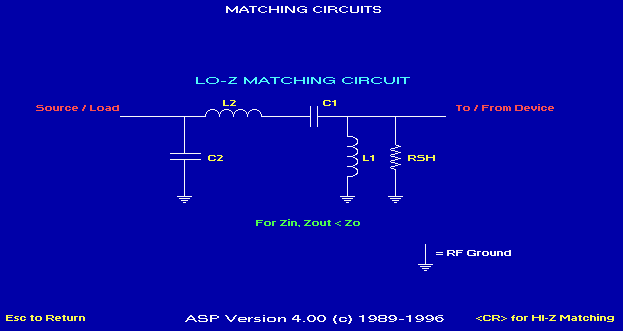 MATCHING CIRCUITS
LO-Z MATCHING CIRCUIT
Source / Load
L2
C1
To / From Device
C2
L1
RSH
For Zin, Zout < Zo
= RF Ground
Esc to Return
ASP Version 4.00 (c) 1989-1996
<CR> for HI-Z Matching